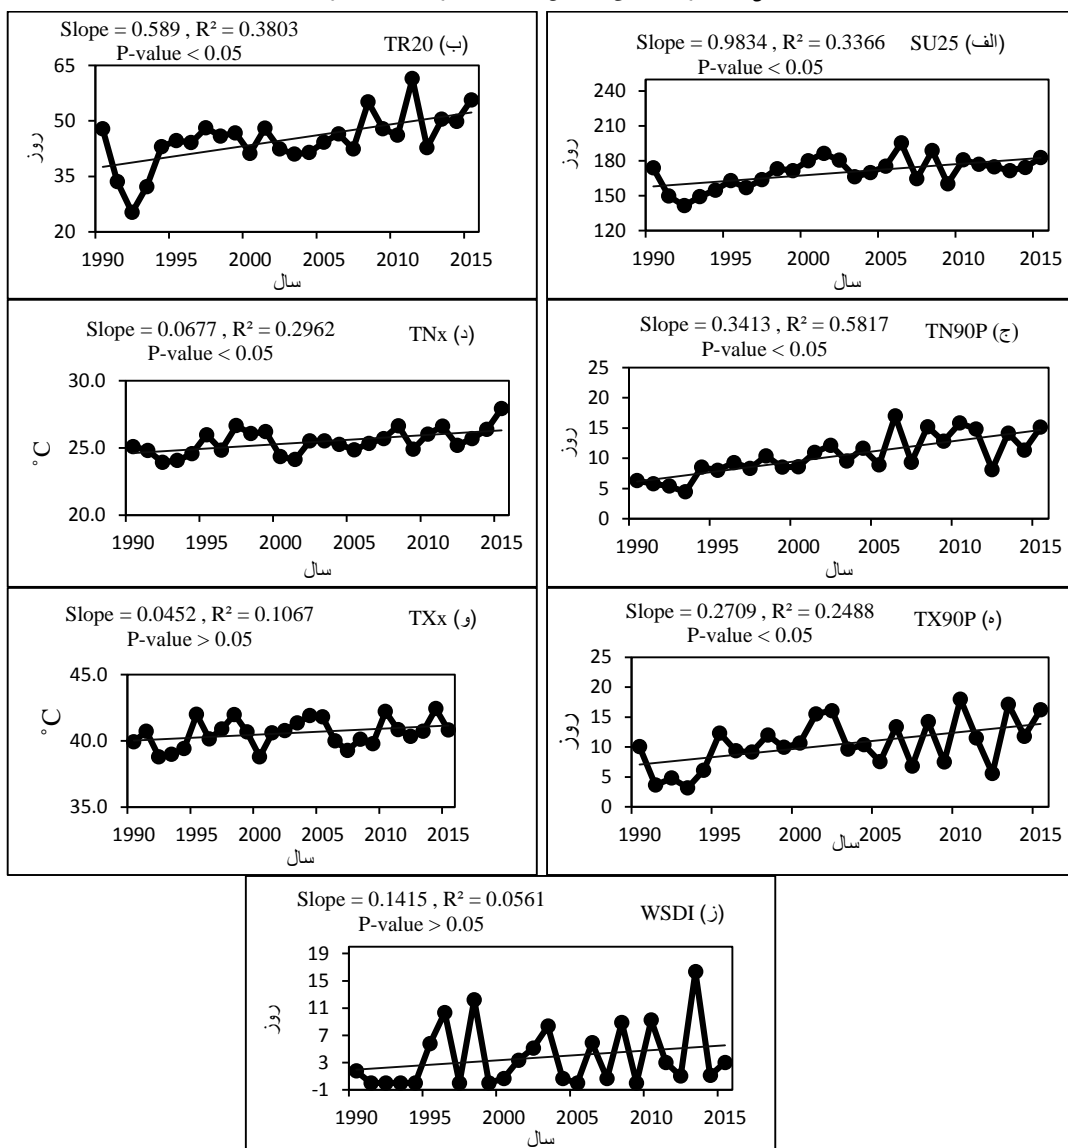 Slope = 0.9834 , R² = 0.3366
P-value < 0.05
SU25 (الف)
روز
240
210
180
150
120
1990 1995 2000 2005 2010 2015
سال
Slope = 0.589 , R² = 0.3803
P-value < 0.05
TR20 (ب)
روز
65
50
35
20
1990 1995 2000 2005 2010 2015
سال
Slope = 0.3413 , R² = 0.5817
P-value < 0.05
TN90P (ج)
روز
25
20
15
10
5
0
1990 1995 2000 2005 2010 2015
سال
Slope = 0.0677 , R² = 0.2962
P-value < 0.05
TNx (د)
°C
30.0
25.0
20.0
1990 1995 2000 2005 2010 2015
سال
Slope = 0.2709 , R² = 0.2488
P-value < 0.05
TX90P (ه)
روز
25
20
15
10
5
0
1990 1995 2000 2005 2010 2015
سال
Slope = 0.0452 , R² = 0.1067
P-value > 0.05
TXx (و)
°C
45.0
40.0
35.0
1990 1995 2000 2005 2010 2015
سال
Slope = 0.1415 , R² = 0.0561
P-value > 0.05
WSDI (ز)
روز
19
15
11
7
3
-1
1990 1995 2000 2005 2010 2015
سال